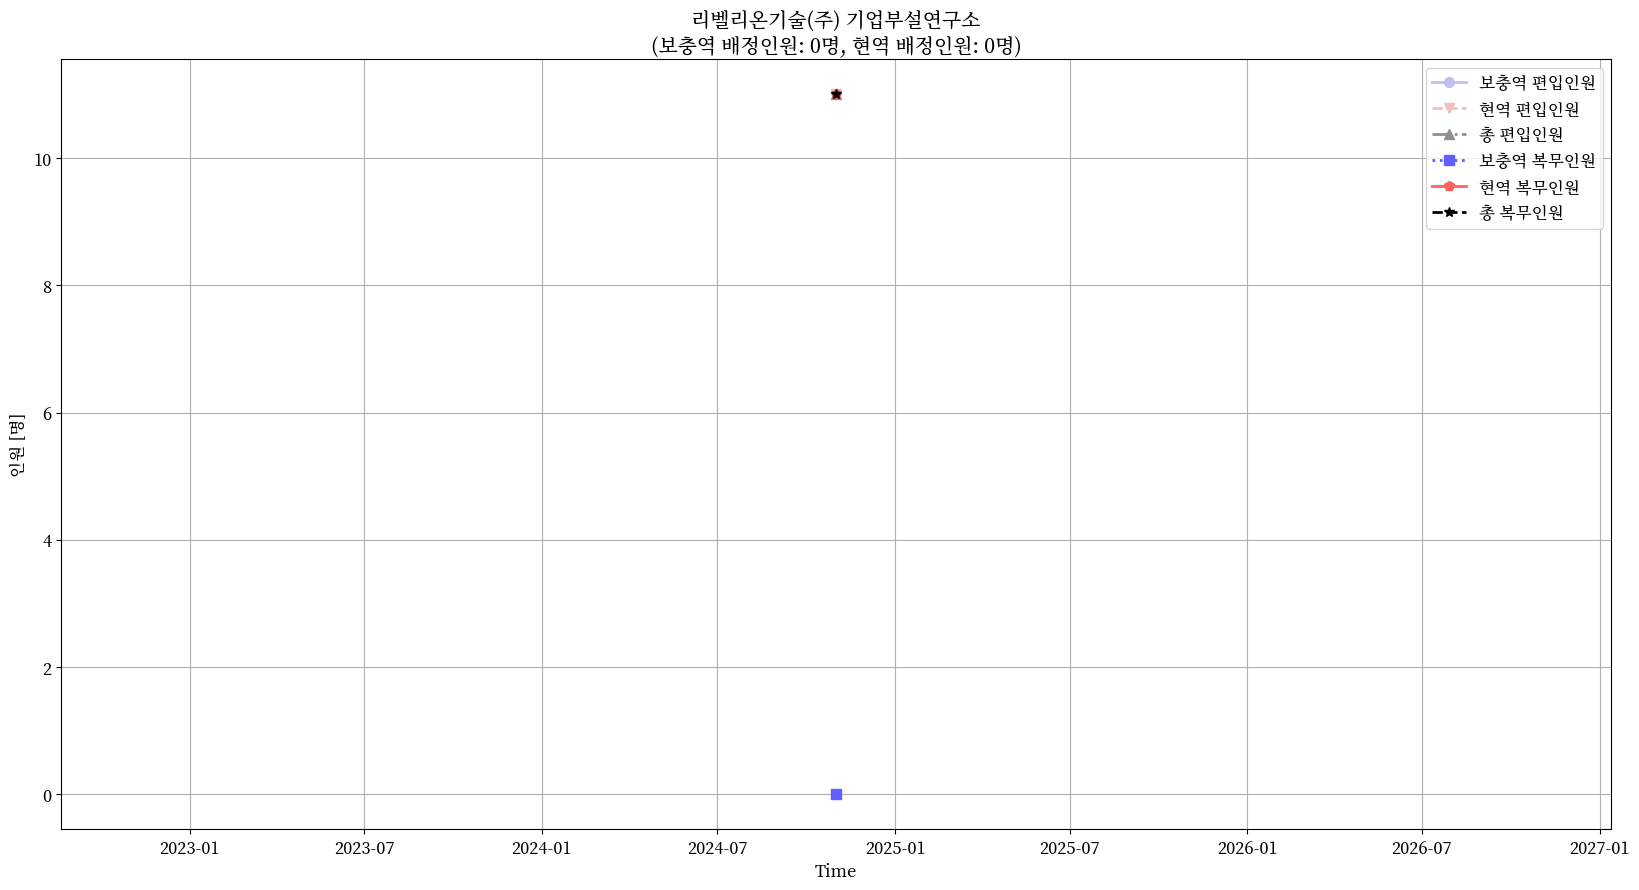 리벨리온기술(주) 기업부설연구소
(보충역 배정인원: 0명, 현역 배정인원: 0명)
보충역 편입인원
현역 편입인원
총 편입인원
보충역 복무인원
현역 복무인원
총 복무인원
인원 [명]
10
8
6
4
2
0
2023-01
2023-07
2024-01
2024-07
2025-01
2025-07
2026-01
2026-07
2027-01
Time